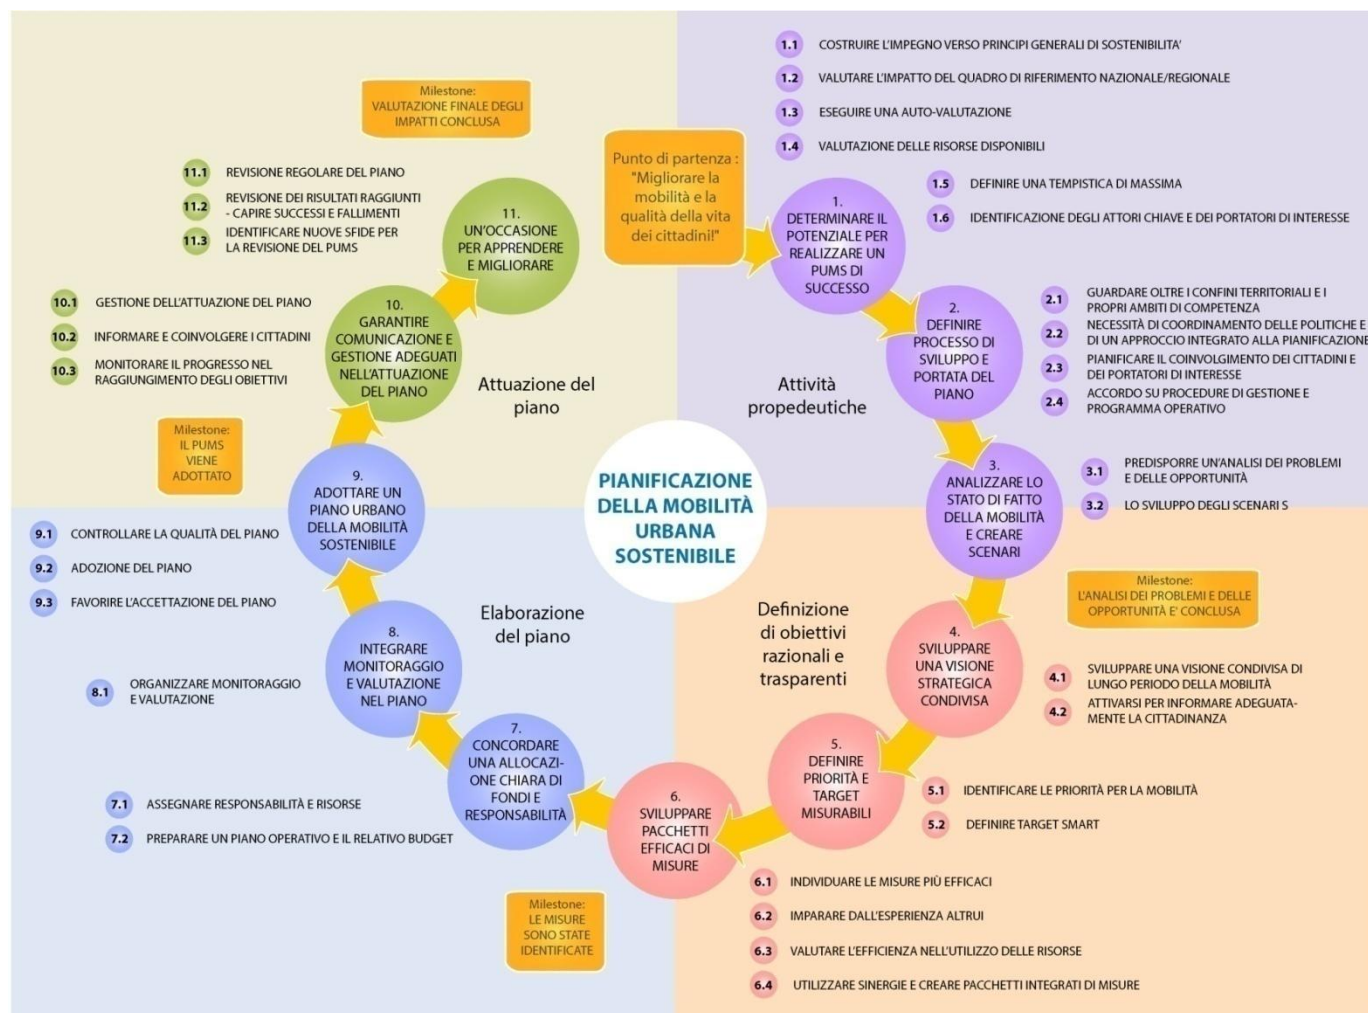 1.1 COSTRUIRE L'IMPEGNO VERSO PRINCIPI GENERALI DI SOSTENIBILITA'
1.2 VALUTARE L'IMPATTO DEL QUADRO DI RIFERIMENTO NAZIONALE/REGIONALE
1.3 ESEGUIRE UNA AUTO-VALUTAZIONE
1.4 VALUTAZIONE DELLE RISORSE DISPONIBILI
1.5 DEFINIRE UNA TEMPISTICA DI MASSIMA
1.6 IDENTIFICAZIONE DEGLI ATTORI CHIAVE E DEI PORTATORI DI INTERESSE
Punto di partenza :
"Migliorare la
mobilità e la
qualità della vita
dei cittadini!"
1.
DETERMINARE IL
POTENZIALE PER
REALIZZARE UN
PUMS DI
SUCCESSO
2.
DEFINIRE
PROCESSO DI
SVILUPPO E
PORTATA DEL
PIANO
2.1 GUARDARE OLTRE I CONFINI TERRITORIALI E I
PROPRI AMBITI DI COMPETENZA
2.2 NECESSITÀ DI COORDINAMENTO DELLE POLITICHE E
DI UN APPROCCIO INTEGRATO ALLA PIANIFICAZIONE
2.3 PIANIFICARE IL COINVOLGIMENTO DEI CITTADINI E
DEI PORTATORI DI INTERESSE
2.4 ACCORDO SU PROCEDURE DI GESTIONE E
PROGRAMMA OPERATIVO
Attività
propedeutiche
3.
ANALIZZARE LO
STATO DI FATTO
DELLA MOBILITÀ
E CREARE
SCENARI
3.1 PREDISPORRE UN'ANALISI DEI PROBLEMI
E DELLE OPPORTUNITÀ
3.2 LO SVILUPPO DEGLI SCENARI S
Milestone:
L'ANALISI DEI PROBLEMI E DELLE
OPPORTUNITÀ E' CONCLUSA
PIANIFICAZIONE
DELLA MOBILITÀ
URBANA
SOSTENIBILE
Definizione
di obiettivi
razionali e
trasparenti
4.
SVILUPPARE
UNA VISIONE
STRATEGICA
CONDIVISA
4.1 SVILUPPARE UNA VISIONE CONDIVISA DI
LUNGO PERIODO DELLA MOBILITÀ
4.2 ATTIVARSI PER INFORMARE ADEGUATA-
MENTE LA CITTADINANZA
5.
DEFINIRE
PRIORITÀ E
TARGET
MISURABILI
5.1 IDENTIFICARE LE PRIORITÀ PER LA MOBILITÀ
5.2 DEFINIRE TARGET SMART
6.
SVILUPPARE
PACCHETTI
EFFICACI DI
MISURE
6.1 INDIVIDUARE LE MISURE PIÙ EFFICACI
6.2 IMPARARE DALL'ESPERIENZA ALTRUI
6.3 VALUTARE L'EFFICIENZA NELL'UTILIZZO DELLE RISORSE
6.4 UTILIZZARE SINERGIE E CREARE PACCHETTI INTEGRATI DI MISURE
Milestone:
LE MISURE
SONO STATE
IDENTIFICATE
7.
CONCORDARE
UNA ALLOCAZI-
ONE CHIARA DI
FONDI E
RESPONSABILITÀ
7.1 ASSEGNARE RESPONSABILITÀ E RISORSE
7.2 PREPARARE UN PIANO OPERATIVO E IL RELATIVO BUDGET
Elaborazione
del piano
8.
INTEGRARE
MONITORAGGIO
E VALUTAZIONE
NEL PIANO
8.1 ORGANIZZARE MONITORAGGIO
E VALUTAZIONE
9.
ADOTTARE UN
PIANO URBANO
DELLA MOBILITÀ
SOSTENIBILE
9.1 CONTROLLARE LA QUALITÀ DEL PIANO
9.2 ADOZIONE DEL PIANO
9.3 FAVORIRE L'ACCETTAZIONE DEL PIANO
Milestone:
IL PUMS
VIENE
ADOTTATO
Attuazione del
piano
10.
GARANTIRE
COMUNICAZIONE E
GESTIONE ADEGUATI
NELL'ATTUAZIONE
DEL PIANO
10.1 GESTIONE DELL'ATTUAZIONE DEL PIANO
10.2 INFORMARE E COINVOLGERE I CITTADINI
10.3 MONITORARE IL PROGRESSO NEL
RAGGIUNGIMENTO DEGLI OBIETTIVI
11.
UN'OCCASIONE
PER APPRENDERE
E MIGLIORARE
11.1 REVISIONE REGOLARE DEL PIANO
11.2 REVISIONE DEI RISULTATI RAGGIUNTI
- CAPIRE SUCCESSI E FALLIMENTI
11.3 IDENTIFICARE NUOVE SFIDE PER
LA REVISIONE DEL PUMS
Milestone:
VALUTAZIONE FINALE DEGLI
IMPATTI CONCLUSA